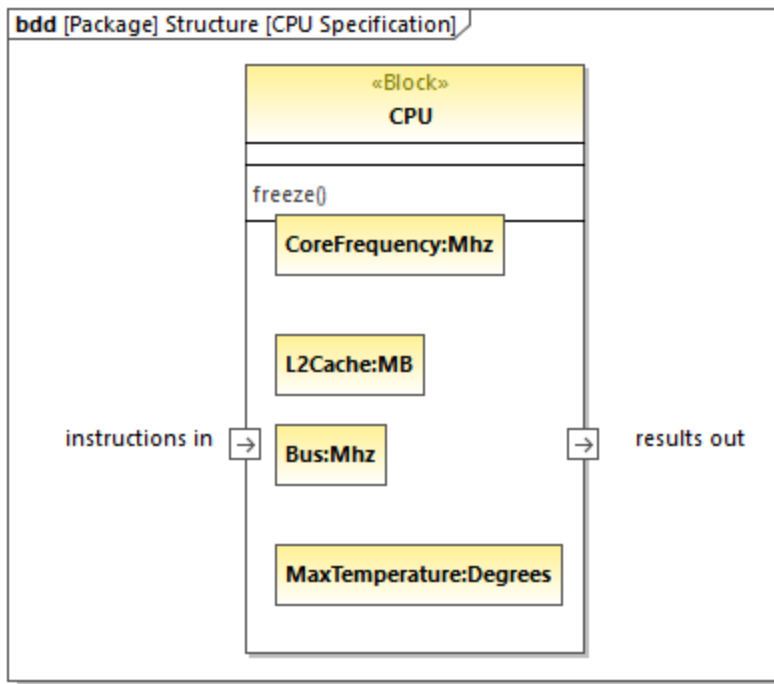 bdd [Package] Structure [CPU Specification]
«Block»
CPU
freeze()
CoreFrequency:Mhz
L2Cache:MB
instructions in
Bus:Mhz
results out
MaxTemperature:Degrees